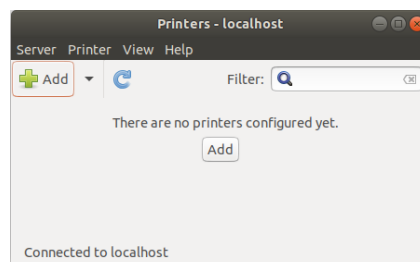 Printers - localhost
Server Printer View Help
Add Filter:
There are no printers configured yet.
Add
Connected to localhost